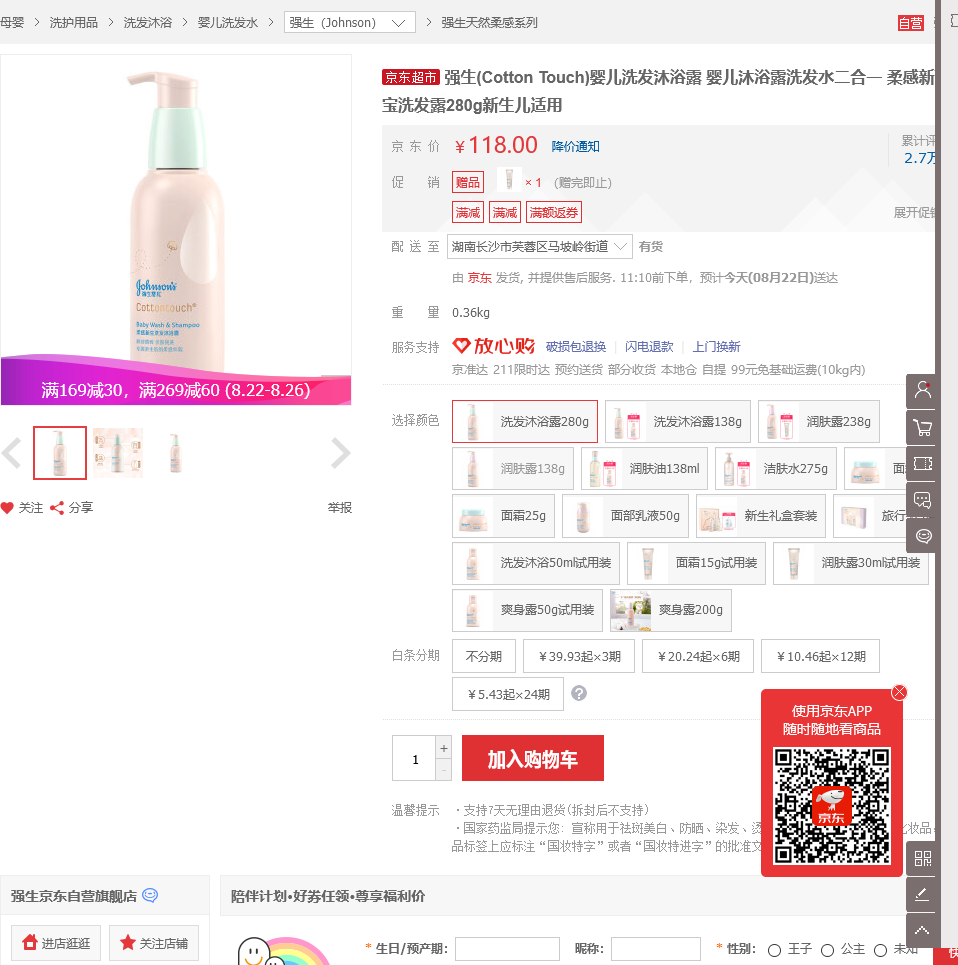 母婴 > 洗护用品 > 洗发沐浴 > 婴儿洗发水 > 强生（Johnson） > 强生天然柔感系列
自营
京东超市 强生(Cotton Touch)婴儿洗发沐浴露 婴儿沐浴露洗发水二合一 柔感新
宝洗发露280g新生儿适用
京东价 ￥118.00 降价通知
累计评
2.7万
促销 赠品 × 1 （赠完即止）
满减 满减 满额返券
展开促销
配送至 湖南长沙市芙蓉区马坡岭街道 有货
由 京东 发货, 并提供售后服务. 11:10前下单，预计今天(08月22日)送达
重量 0.36kg
服务支持 放心购 破损包退换 | 闪电退款 | 上门换新
京准达 211限时达 预约送货 部分收货 本地仓 自提 99元免基础运费(10kg内)
Johnson's
强生婴儿
Cottontouch®
Baby Wash & Shampoo
满169减30，满269减60 (8.22-8.26)
关注 分享 举报
选择颜色 洗发沐浴露280g 洗发沐浴露138g 润肤露238g
润肤露138g 润肤油138ml 洁肤水275g 面
面霜25g 面部乳液50g 新生礼盒套装 旅行
洗发沐浴50ml试用装 面霜15g试用装 润肤露30ml试用装
爽身露50g试用装 爽身露200g
白条分期 不分期 ￥39.93起×3期 ￥20.24起×6期 ￥10.46起×12期
￥5.43起×24期 ?
使用京东APP
随时随地看商品
京东
1 + - 加入购物车
温馨提示 ·支持7天无理由退货(拆封后不支持)
·国家药监局提示您：宣称用于祛斑美白、防晒、染发、烫
化妆品
品标签上应标注“国妆特字”或者“国妆特进字”的批准文
强生京东自营旗舰店
进店逛逛 关注店铺
陪伴计划•好券任领•尊享福利价
* 生日/预产期： 昵称： * 性别： 王子 公主 未知